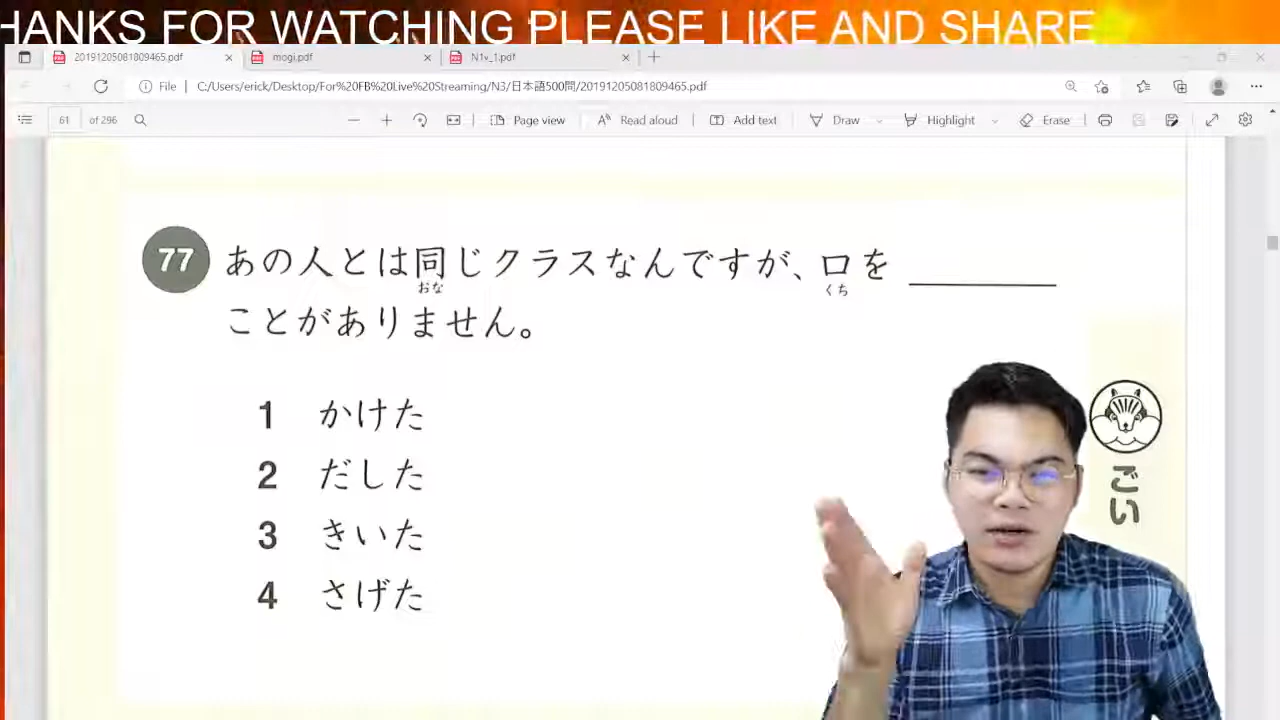 HANKS FOR WATCHING PLEASE LIKE AND SHARE
20191205081809465.pdf
mogi.pdf
N1v_1.pdf
File
C:/Users/erick/Desktop/For%20FB%20Live%20Streaming/N3/日本語500問/20191205081809465.pdf
61 of 296
Page view
Read aloud
Add text
Draw
Highlight
Erase
77 あの人とは同じクラスなんですが、口を
おな
くち
ことがありません。
1 かけた
2 だした
3 きいた
4 さげた
ごい